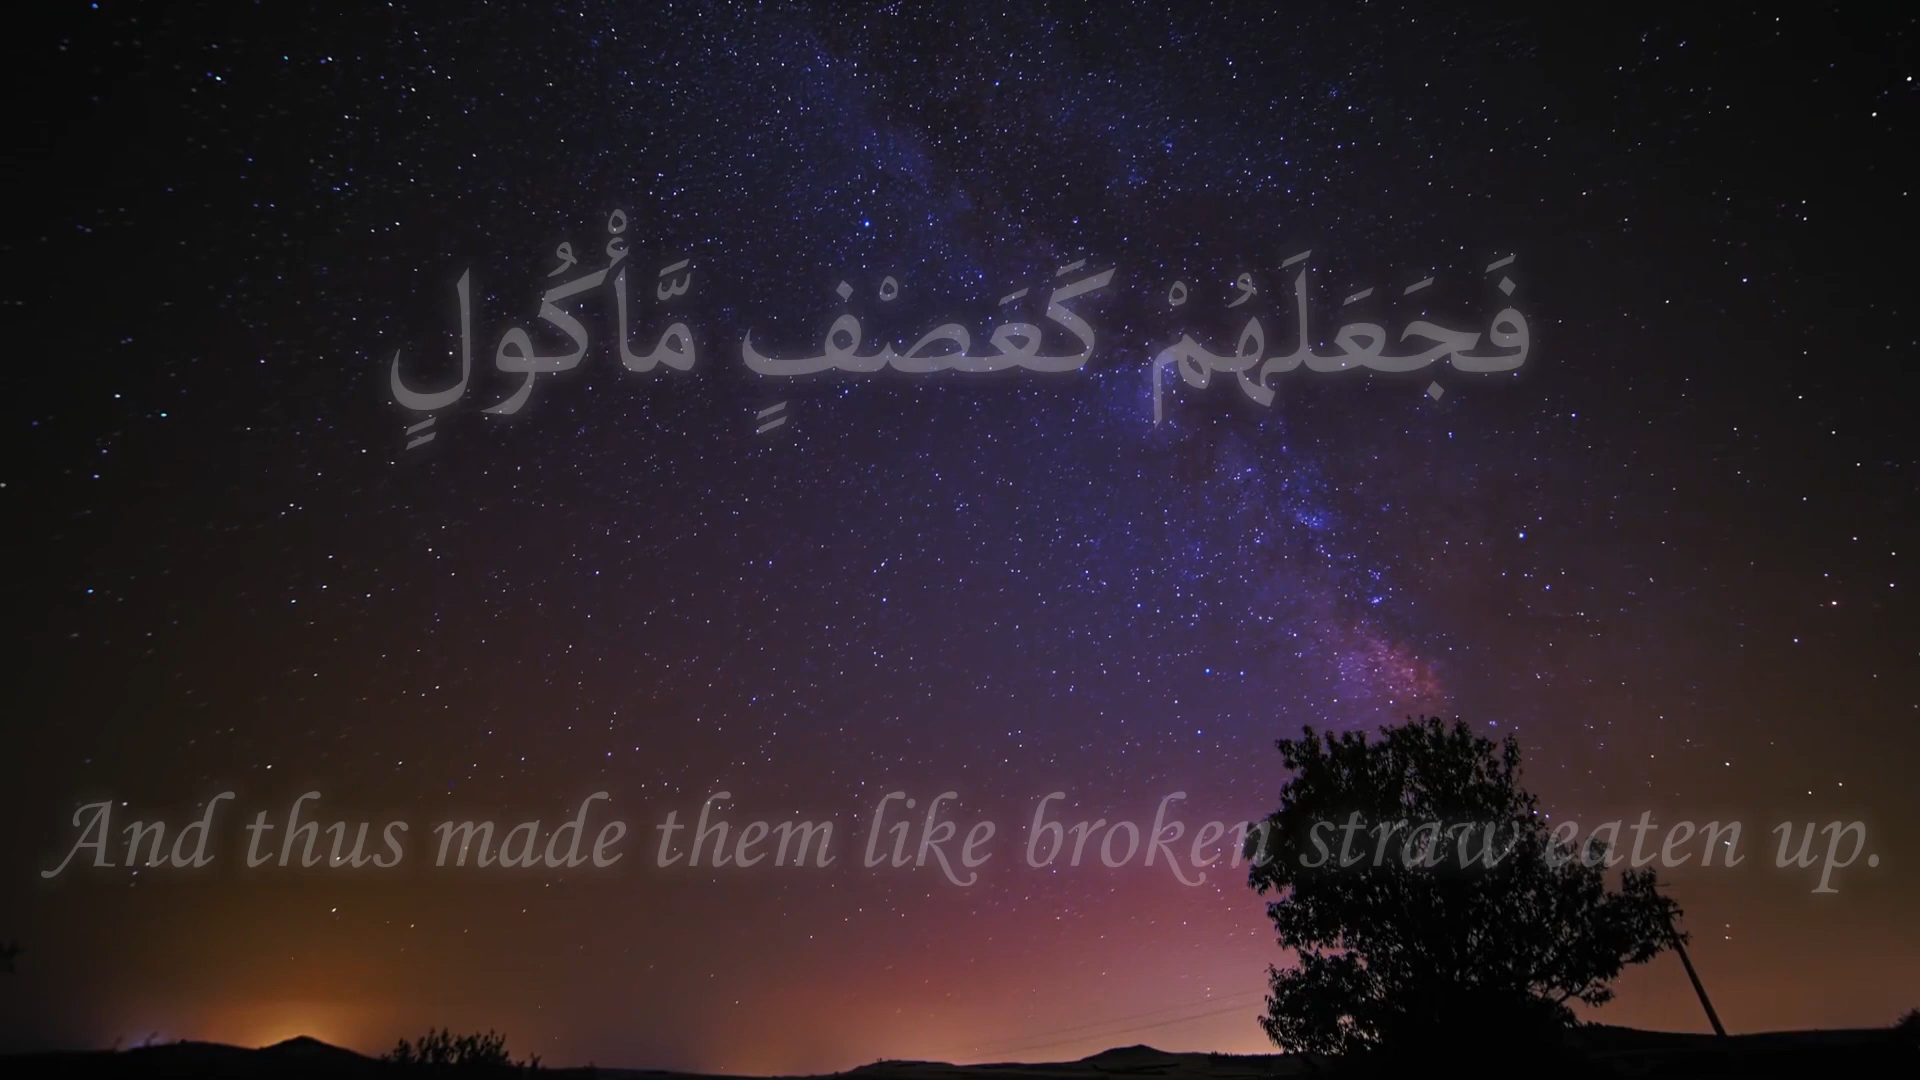 فَجَعَلَهُمْ كَعَصْفٍ مَّأْكُولٍ
And thus made them like broken straw eaten up.